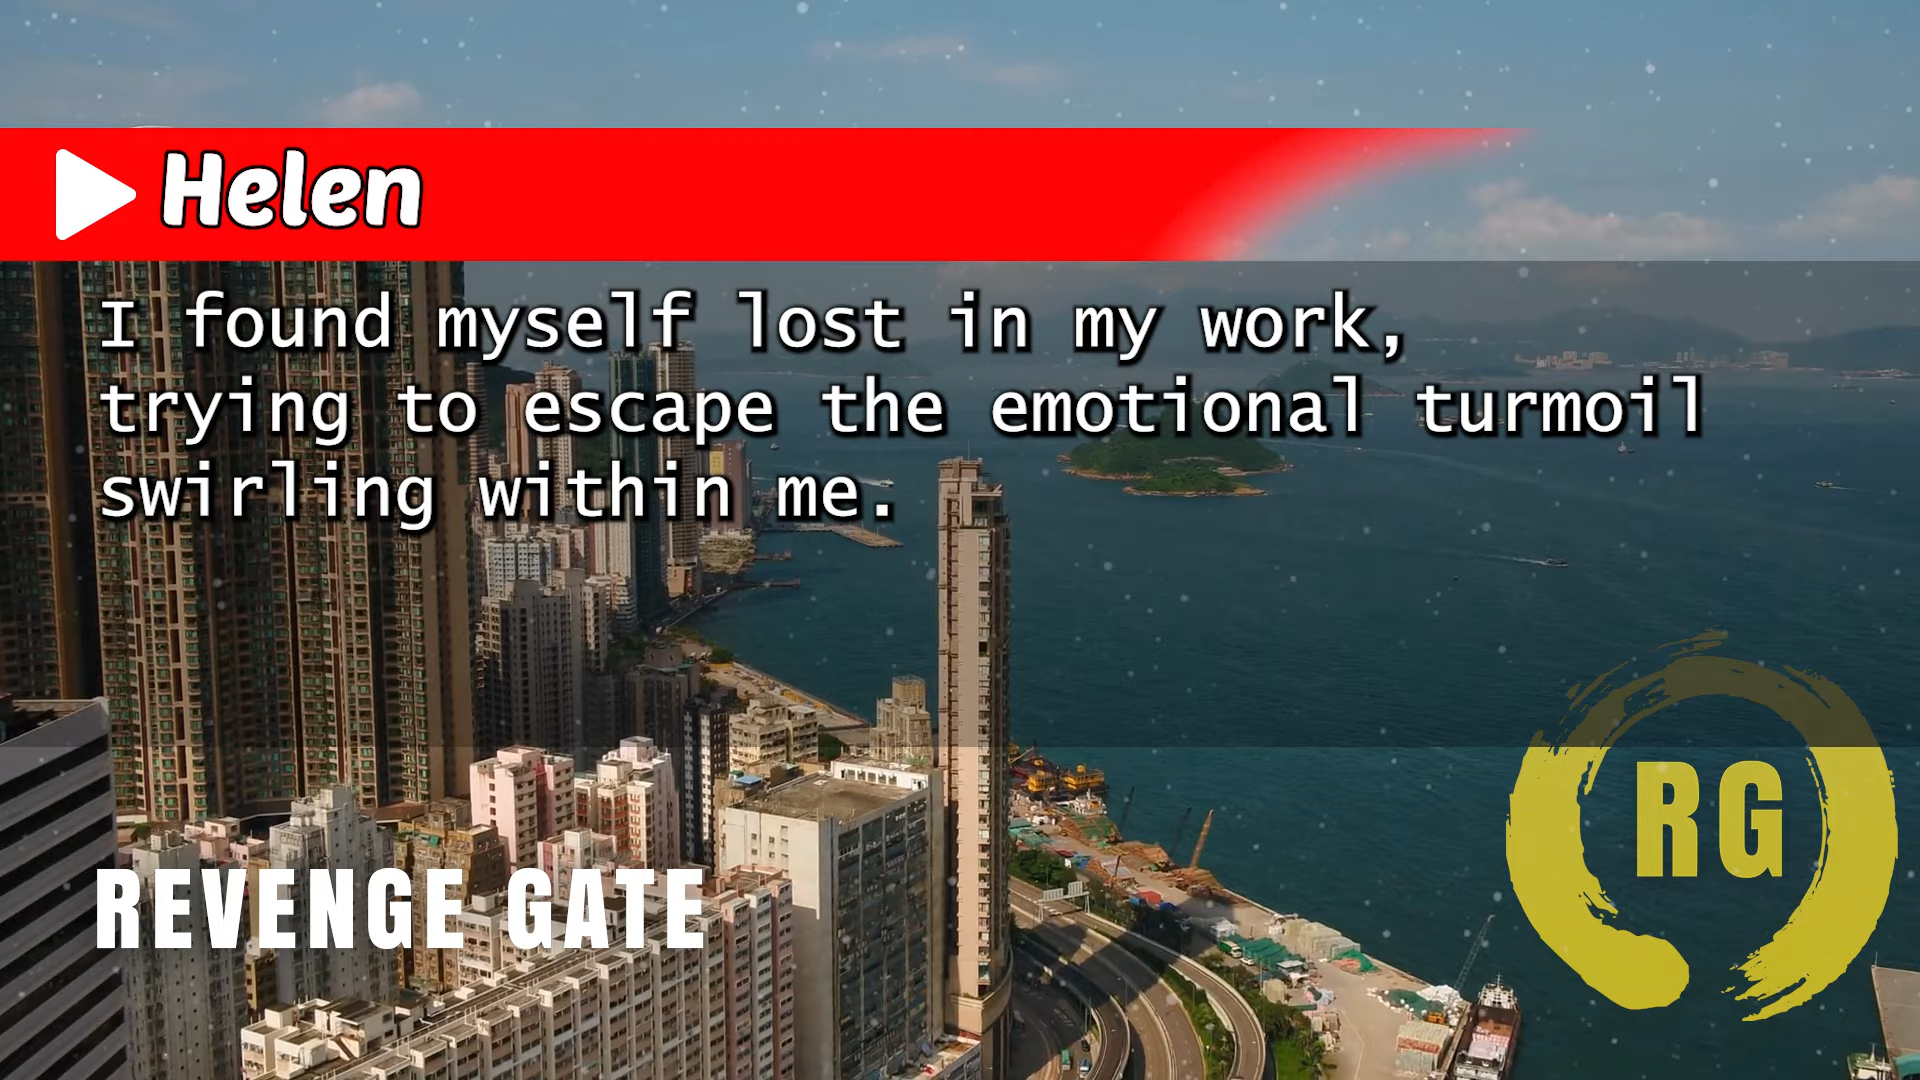 Helen
I found myself lost in my work,
trying to escape the emotional turmoil
swirling within me.
REVENGE GATE
RG